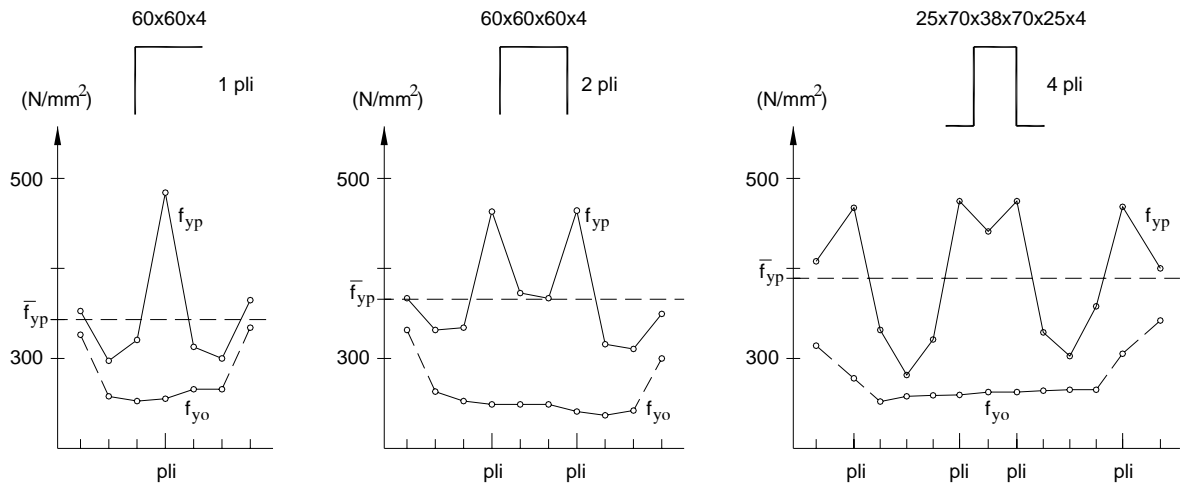 60x60x4
1 pli
(N/mm²)
500
f̅yp
300
fyp
fyo
pli
60x60x60x4
2 pli
(N/mm²)
500
f̅yp
300
fyp
fyo
pli pli
25x70x38x70x25x4
4 pli
(N/mm²)
500
f̅yp
300
fyp
fyo
pli pli pli pli